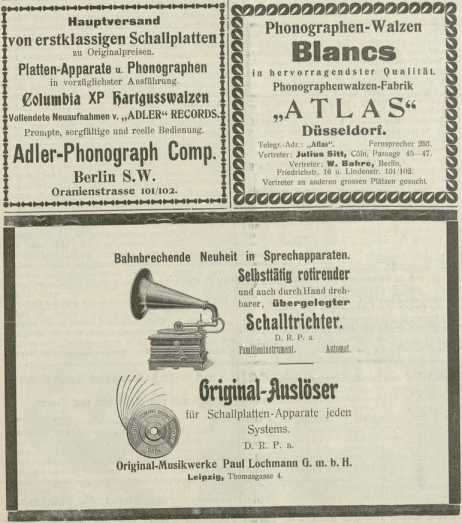 Hauptversand
von erstklassigen Schallplatten
zu Originalpreisen.
Platten-Apparate u. Phonographen
in vorzüglichster Ausführung.
Columbia XP Hartgusswalzen
Vollendete Neuaufnahmen v. „ADLER" RECORDS.
Prompte, sorgfältige und reelle Bedienung.
Adler-Phonograph Comp.
Berlin S.W.
Oranienstrasse 101/102.
Phonographen-Walzen
Blancs
in hervorragendster Qualität.
Phonographenwalzen-Fabrik
„ATLAS"
Düsseldorf.
Telegr.-Adr.: „Atlas". Fernsprecher 253.
Vertreter: Julius Sitt, Cöln, Passage 45—47.
Vertreter: W. Bahre, Berlin,
Friedrichstr. 16 u. Lindenstr. 101/102.
Vertreter an anderen grossen Plätzen gesucht.
Bahnbrechende Neuheit in Sprechapparaten.
Selbsttätig rotirender
und auch durch Hand dreh-
barer, übergelegter
Schalltrichter.
D. R. P. a.
Familieninstrument. Automat.
Original-Auslöser
für Schallplatten-Apparate jeden
Systems.
D. R. P. a.
Original-Musikwerke Paul Lochmann G. m. b. H.
Leipzig, Thomasgasse 4.